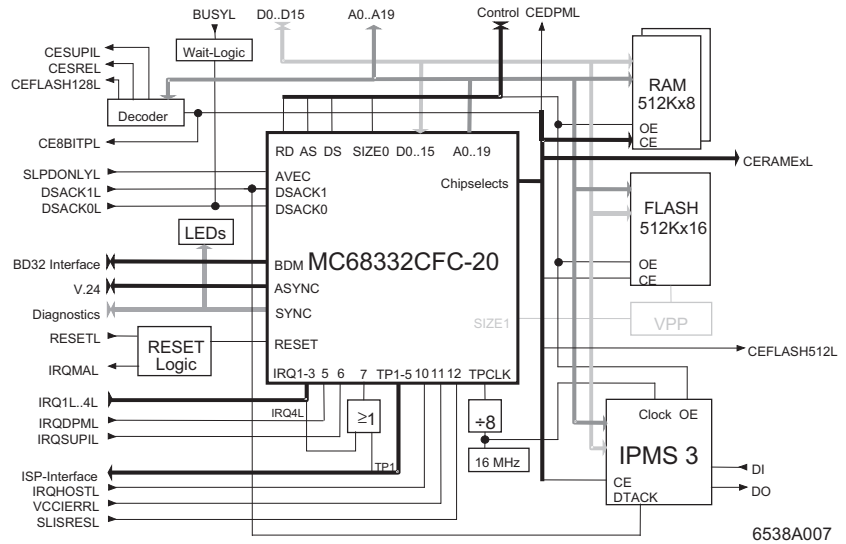 BUSYL D0..D15 A0..A19 Control CEDPML
Wait-Logic
CESUPIL
CESREL
CEFLASH128L
Decoder
CE8BITPL
RAM
512Kx8
OE
CE
CERAMExL
RD AS DS SIZE0 D0..15 A0..19
SLPDONLYL
DSACK1L
DSACK0L
AVEC
DSACK1
DSACK0
Chipselects
LEDs
FLASH
512Kx16
OE
CE
BD32 Interface
V.24
Diagnostics
BDM
ASYNC
SYNC
MC68332CFC-20
SIZE1
VPP
RESETL
IRQMAL
RESET
Logic
RESET
CEFLASH512L
IRQ1-3 5 6 7 TP1-5 10 11 12 TPCLK
IRQ1L..4L
IRQDPML
IRQSUPIL
IRQ4L
≥1
÷8
16 MHz
TP1
Clock OE
IPMS 3
CE
DTACK
DI
DO
ISP-Interface
IRQHOSTL
VCCIERRL
SLISRESL
6538A007